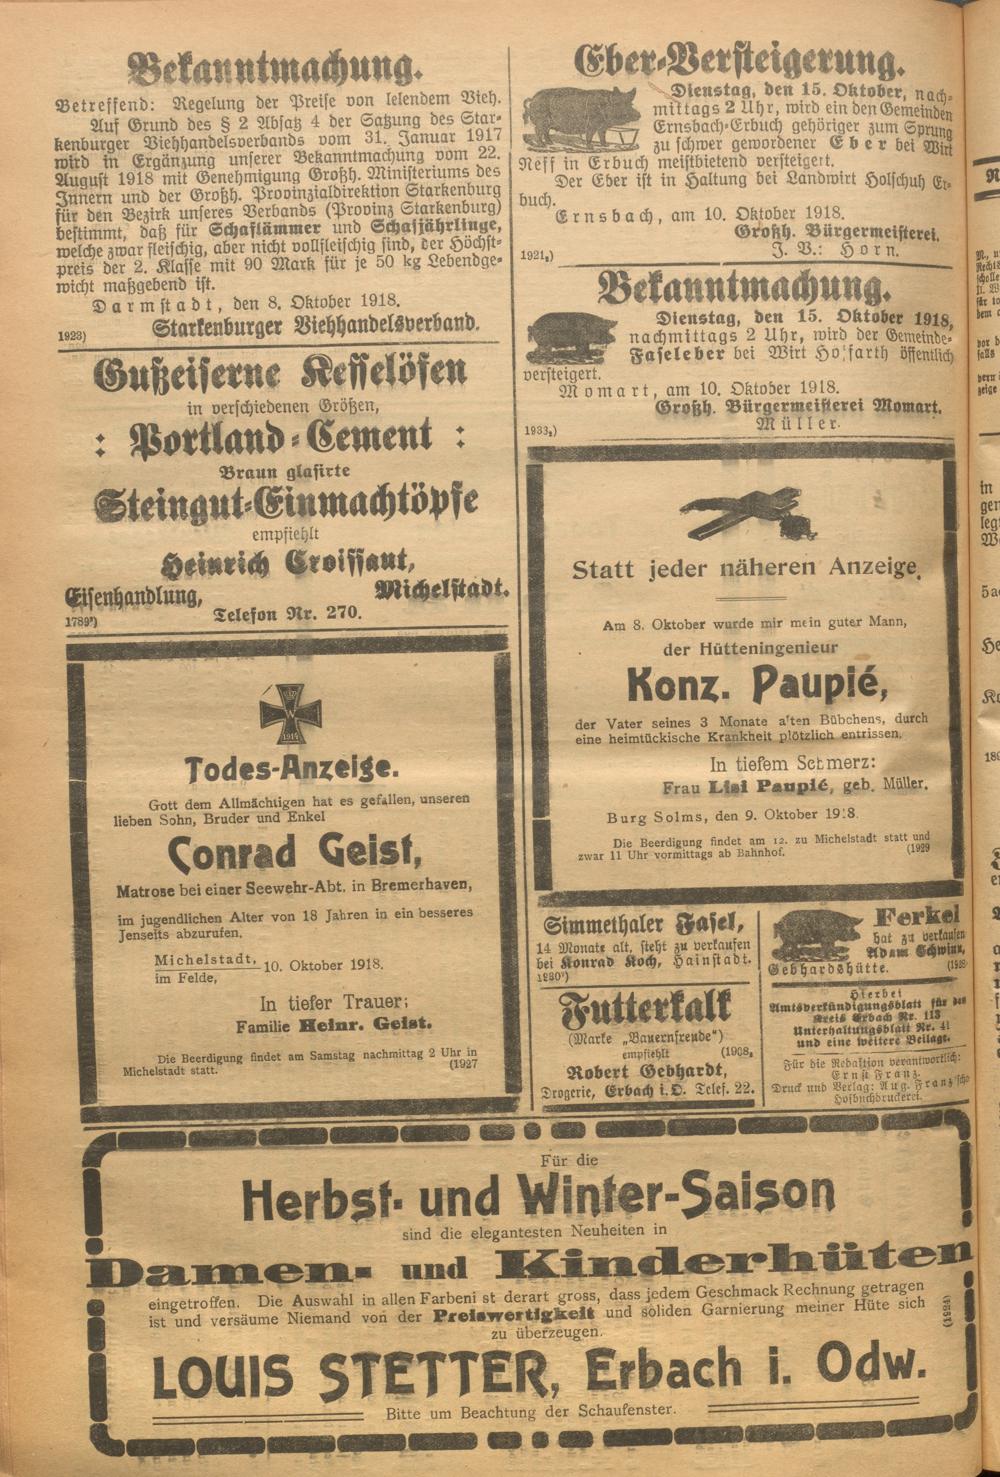 Bekanntmachung.
Betreffend: Regelung der Preise von lelendem Vieh.
Auf Grund des § 2 Absatz 4 der Satzung des Star-
kenburger Viehhandelsverbands vom 31. Januar 1917
wird in Ergänzung unserer Bekanntmachung vom 22.
August 1918 mit Genehmigung Großh. Ministeriums des
Innern und der Großh. Provinzialdirektion Starkenburg
für den Bezirk unseres Verbands (Provinz Starkenburg)
bestimmt, daß für Schaflämmer und Schafjährlinge,
welche zwar fleischig, aber nicht vollfleischig sind, der Höchst-
preis der 2. Klasse mit 90 Mark für je 50 kg Lebendge-
wicht maßgebend ist.
Darmstadt, den 8. Oktober 1918.
1923) Starkenburger Viehhandelsverband.
Gußeiserne Kesselöfen
in verschiedenen Größen,
: Portland-Cement :
Braun glasirte
Steingut-Einmachtöpfe
empfiehlt
Heinrich Croissant,
Eisenhandlung, Michelstadt.
1789²) Telefon Nr. 270.
W
1914
Todes-Anzeige.
Gott dem Allmächtigen hat es gefallen, unseren
lieben Sohn, Bruder und Enkel
Conrad Geist,
Matrose bei einer Seewehr-Abt. in Bremerhaven,
im jugendlichen Alter von 18 Jahren in ein besseres
Jenseits abzurufen.
Michelstadt,
im Felde, 10. Oktober 1918.
In tiefer Trauer;
Familie Heinr. Geist.
Die Beerdigung findet am Samstag nachmittag 2 Uhr in
Michelstadt statt. (1927
Eber-Versteigerung.
Dienstag, den 15. Oktober, nach-
mittags 2 Uhr, wird ein den Gemeinden
Ernsbach-Erbuch gehöriger zum Sprung
zu schwer gewordener Eber bei Wirt
Neff in Erbuch meistbietend versteigert.
Der Eber ist in Haltung bei Landwirt Holschuh Er-
buch.
Ernsbach, am 10. Oktober 1918.
Großh. Bürgermeisterei.
1921,) J. V.: Horn.
Bekanntmachung.
Dienstag, den 15. Oktober 1918,
nachmittags 2 Uhr, wird der Gemeinde-
Faseleber bei Wirt Hofarth öffentlich
versteigert.
Momart, am 10. Oktober 1918.
Großh. Bürgermeisterei Momart.
1933,) Müller.
Statt jeder näheren Anzeige.
Am 8. Oktober wurde mir mein guter Mann,
der Hütteningenieur
Konz. Paupié,
der Vater seines 3 Monate alten Bübchens, durch
eine heimtückische Krankheit plötzlich entrissen.
In tiefem Schmerz:
Frau Lisi Paupié, geb. Müller.
Burg Solms, den 9. Oktober 1918.
Die Beerdigung findet am 12. zu Michelstadt statt und
zwar 11 Uhr vormittags ab Bahnhof. (1929
Simmethaler Fasel,
14 Monate alt, steht zu verkaufen
bei Konrad Koch, Hainstadt.
1930²)
Futterkalk
(Marke „Bauernfreude“)
empfiehlt (1908,
Robert Gebhardt,
Drogerie, Erbach i. O. Telef. 22.
Ferkel
hat zu verkaufen
Adam Schwinn,
Gebhardshütte.
Hierbei
Amtsverkündigungsblatt für den
Kreis Erbach Nr. 113
Unterhaltungsblatt Nr. 41
und eine weitere Beilage.
Für die Redaktion verantwortlich:
Ernst Franz.
Druck und Verlag: Aug. Franz'sche
Hofbuchdruckerei.
Für die
Herbst- und Winter-Saison
sind die elegantesten Neuheiten in
Damen- und Kinderhüten
eingetroffen. Die Auswahl in allen Farben ist derart gross, dass jedem Geschmack Rechnung getragen
ist und versäume Niemand von der Preiswertigkeit und soliden Garnierung meiner Hüte sich
zu überzeugen. (1924)
LOUIS STETTER, Erbach i. Odw.
Bitte um Beachtung der Schaufenster.